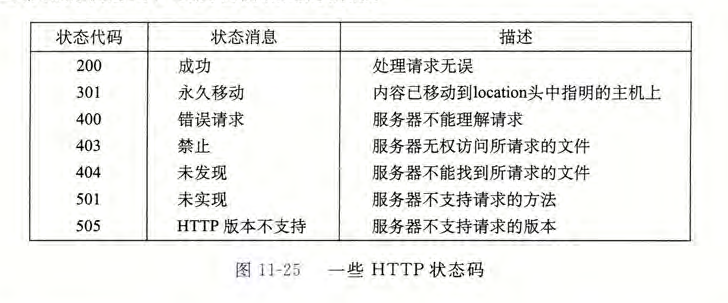 状态代码 状态消息 描述
200 成功 处理请求无误
301 永久移动 内容已移动到location头中指明的主机上
400 错误请求 服务器不能理解请求
403 禁止 服务器无权访问所请求的文件
404 未发现 服务器不能找到所请求的文件
501 未实现 服务器不支持请求的方法
505 HTTP 版本不支持 服务器不支持请求的版本
图 11-25 一些 HTTP 状态码